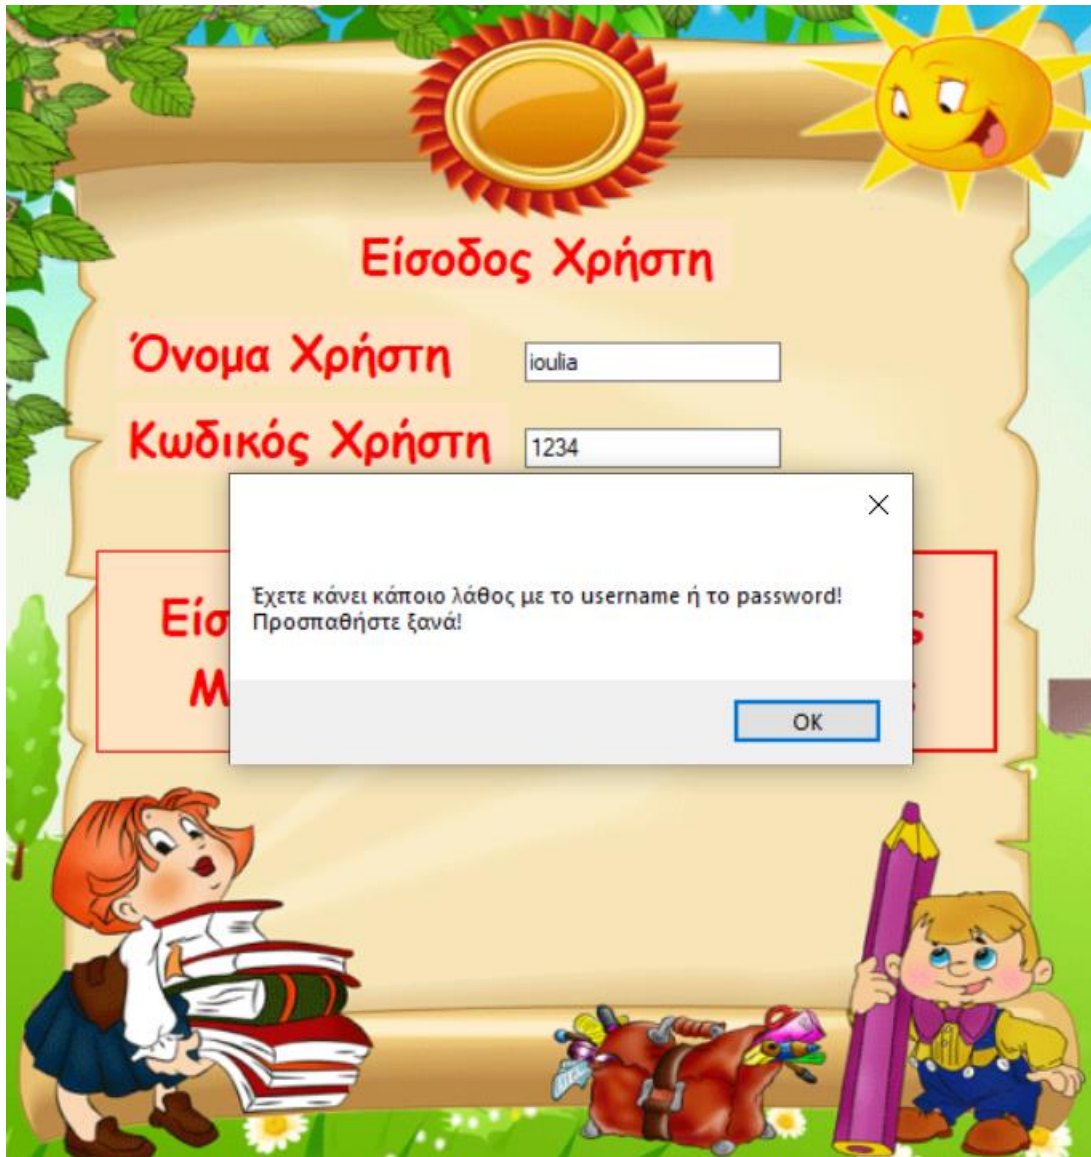 Είσοδος Χρήστη
Όνομα Χρήστη
ioulia
Κωδικός Χρήστη
1234
Έχετε κάνει κάποιο λάθος με το username ή το password!
Προσπαθήστε ξανά!
OK